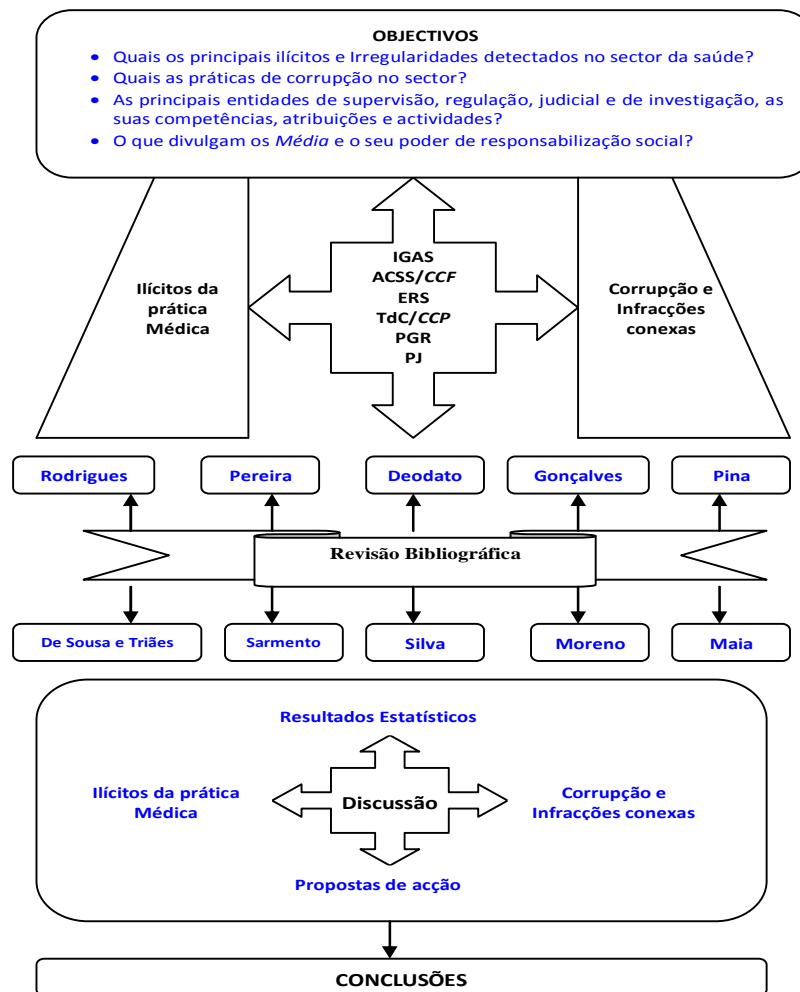 OBJECTIVOS
• Quais os principais ilícitos e Irregularidades detectados no sector da saúde?
• Quais as práticas de corrupção no sector?
• As principais entidades de supervisão, regulação, judicial e de investigação, as
suas competências, atribuições e actividades?
• O que divulgam os Média e o seu poder de responsabilização social?
Ilícitos da
prática
Médica
IGAS
ACSS/CCF
ERS
TdC/CCP
PGR
PJ
Corrupção e
Infracções
conexas
Rodrigues
Pereira
Deodato
Gonçalves
Pina
Revisão Bibliográfica
De Sousa e Triães
Sarmento
Silva
Moreno
Maia
Resultados Estatísticos
Ilícitos da prática
Médica
Discussão
Corrupção e
Infracções conexas
Propostas de acção
CONCLUSÕES